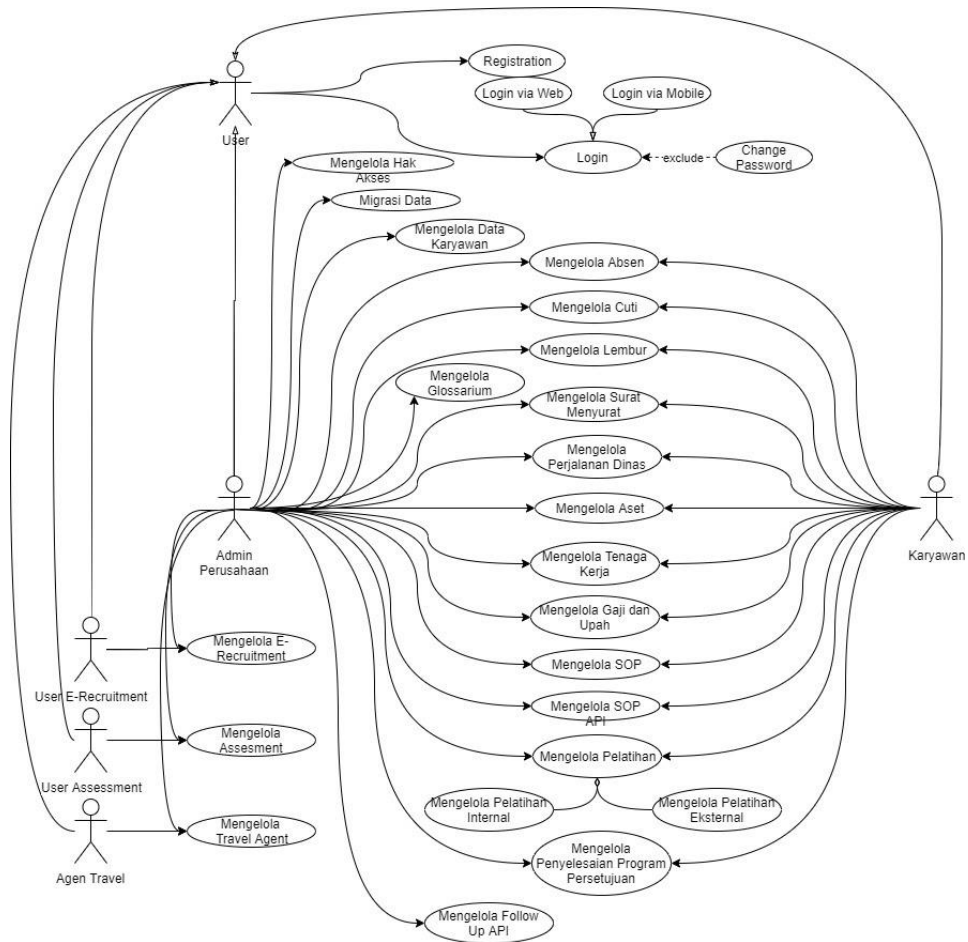 Registration
Login via Web
Login via Mobile
User
Login
exclude
Change
Password
Mengelola Hak
Akses
Migrasi Data
Mengelola Data
Karyawan
Mengelola Absen
Mengelola Cuti
Mengelola Lembur
Mengelola
Glossarium
Mengelola Surat
Menyurat
Mengelola
Perjalanan Dinas
Mengelola Aset
Admin
Perusahaan
Karyawan
Mengelola Tenaga
Kerja
Mengelola Gaji dan
Upah
Mengelola E-
Recruitment
User E-Recruitment
Mengelola SOP
Mengelola SOP
API
Mengelola
Assesment
User Assessment
Mengelola Pelatihan
Mengelola Pelatihan
Internal
Mengelola Pelatihan
Eksternal
Mengelola
Travel Agent
Agen Travel
Mengelola
Penyelesaian Program
Persetujuan
Mengelola Follow
Up API